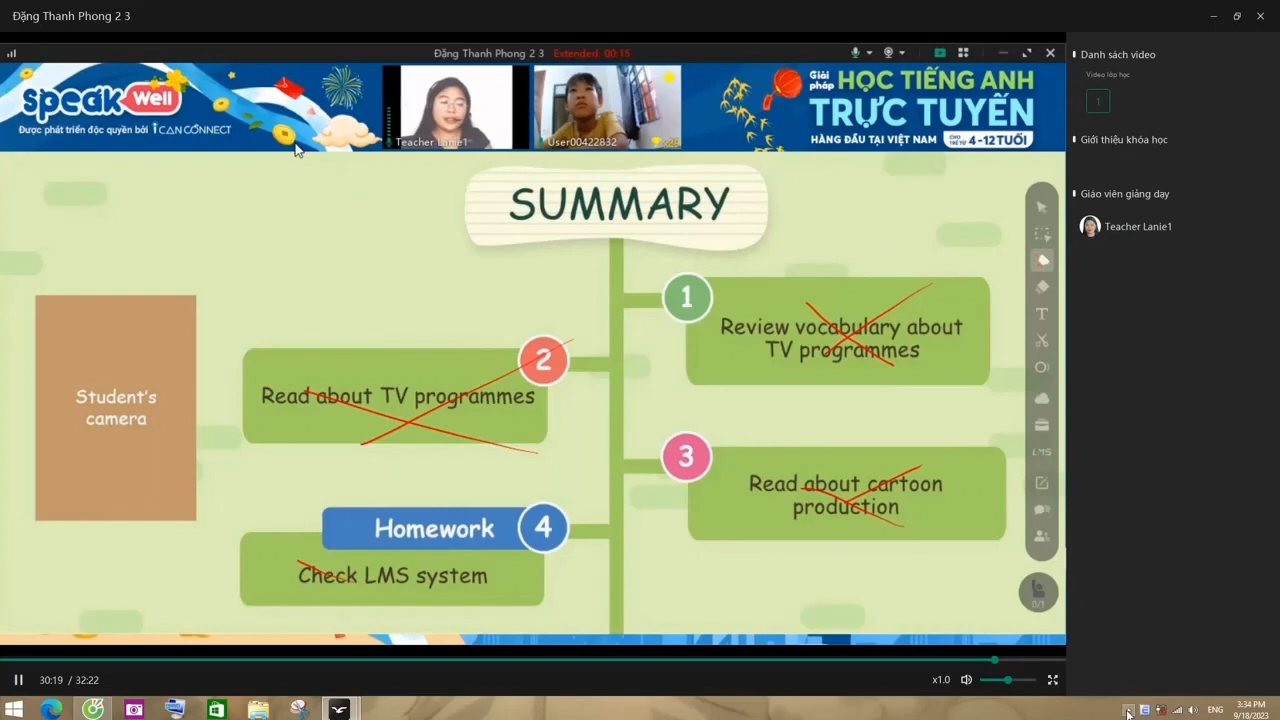 Đặng Thanh Phong 2 3
Đặng Thanh Phong 2 3 Extended: 00:15
speak Well
Được phát triển độc quyền bởi iCANCONNECT
Teacher Lanie1
User00422832
Giải pháp HỌC TIẾNG ANH
TRỰC TUYẾN
HÀNG ĐẦU TẠI VIỆT NAM CHO TRẺ TỪ 4-12 TUỔI
Danh sách video
Video lớp học
1
Giới thiệu khóa học
Giáo viên giảng dạy
Teacher Lanie1
SUMMARY
1
Review vocabulary about
TV programmes
2
Read about TV programmes
Student's
camera
3
Read about cartoon
production
Homework 4
Check LMS system
T
LMS
0/1
30:19 / 32:22
x1.0
ENG
3:34 PM
9/18/2023